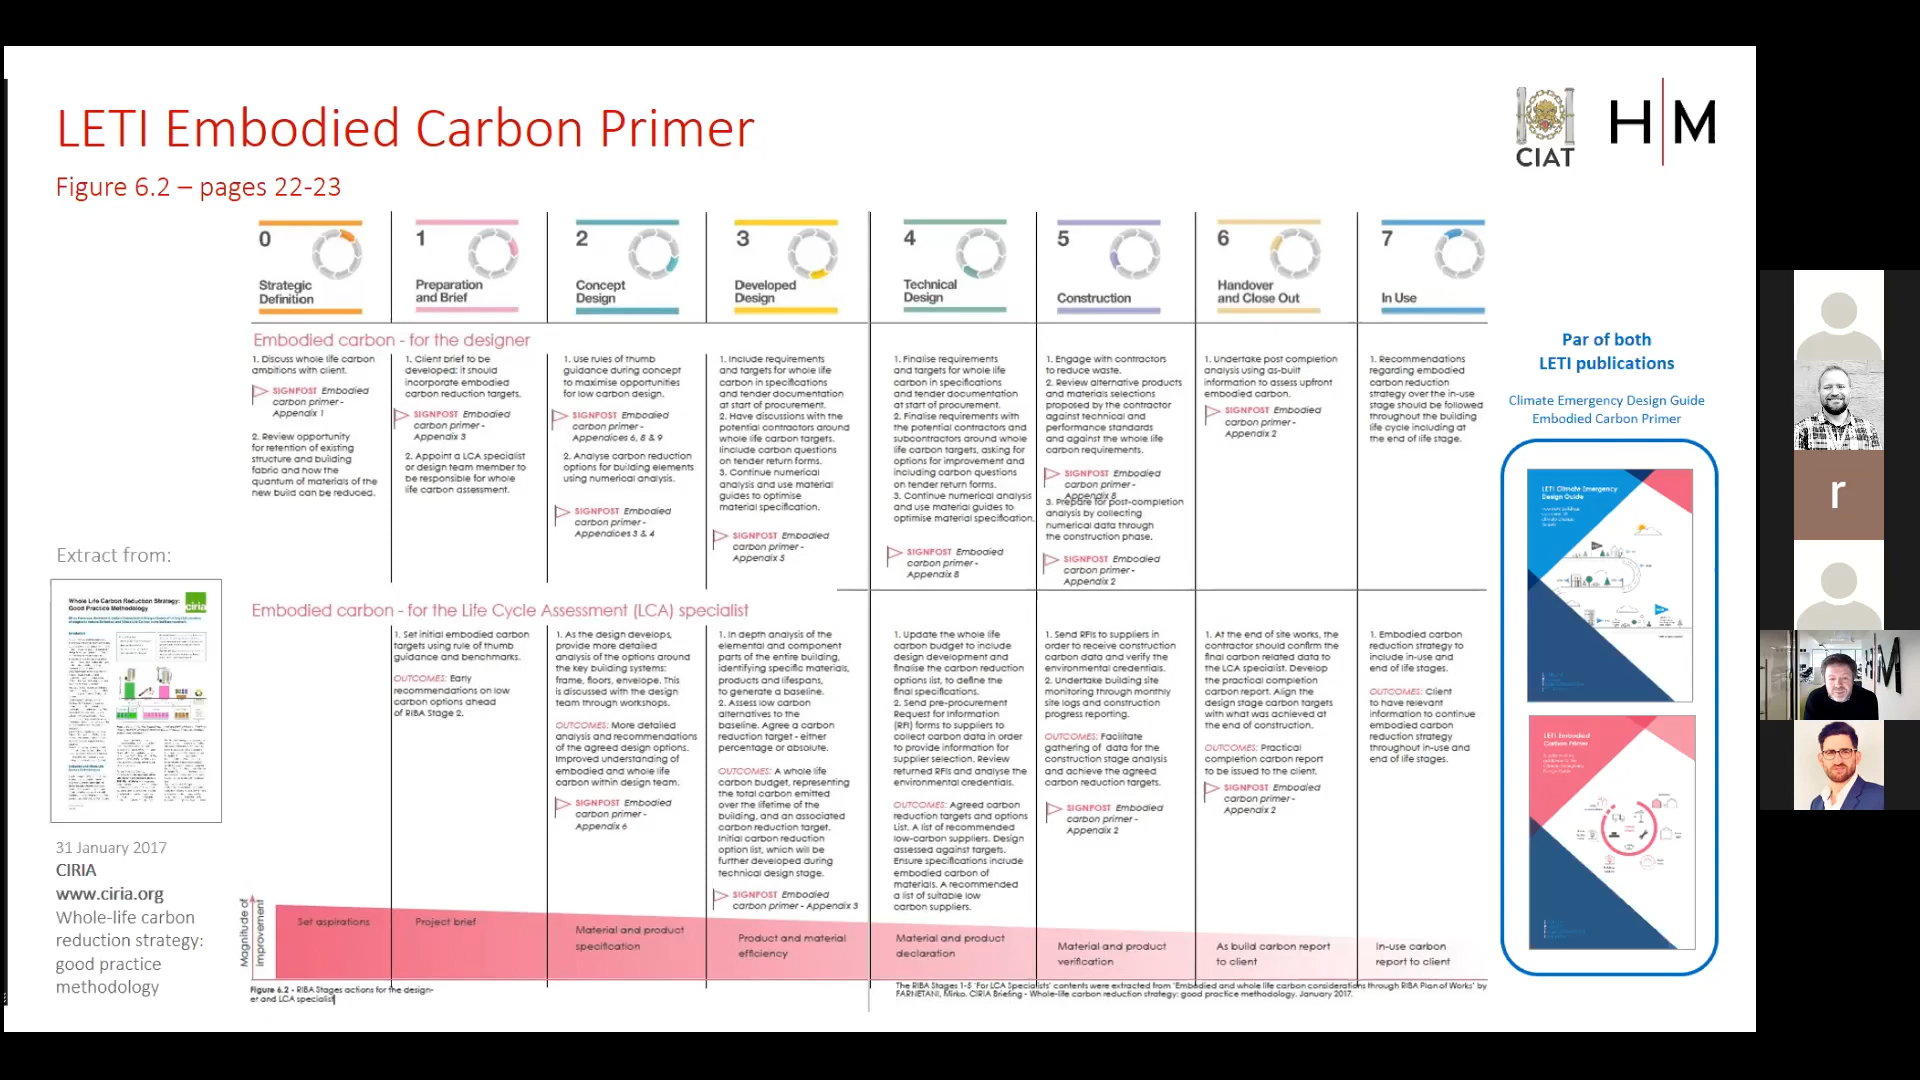 LETI Embodied Carbon Primer
Figure 6.2 – pages 22-23
CIAT
H|M
0
Strategic
Definition
1
Preparation
and Brief
2
Concept
Design
3
Developed
Design
4
Technical
Design
5
Construction
6
Handover
and Close Out
7
In Use
Embodied carbon - for the designer
1. Discuss whole life carbon
ambitions with client.
SIGNPOST Embodied
carbon primer -
Appendix 1
2. Review opportunity
for retention of existing
structure and building
fabric and how the
quantum of materials of the
new build can be reduced.
1. Client brief to be
developed: it should
incorporate embodied
carbon reduction targets.
SIGNPOST Embodied
carbon primer -
Appendix 3
2. Appoint a LCA specialist
or design team member to
be responsible for whole
life carbon assessment.
1. Use rules of thumb
guidance during concept
to maximise opportunities
for low carbon design.
SIGNPOST Embodied
carbon primer -
Appendices 6, 8 & 9
2. Analyse carbon reduction
options for building elements
using numerical analysis.
SIGNPOST Embodied
carbon primer -
Appendices 3 & 4
1. Include requirements
and targets for whole life
carbon in specifications
and tender documentation
at start of procurement.
2. Have discussions with the
potential contractors around
whole life carbon targets.
Iinclude carbon questions
on tender return forms.
3. Continue numerical
analysis and use material
guides to optimise
material specification.
SIGNPOST Embodied
carbon primer -
Appendix 5
1. Finalise requirements
and targets for whole life
carbon in specifications
and tender documentation
at start of procurement.
2. Finalise requirements with
the potential contractors and
subcontractors around whole
life carbon targets, asking for
options for improvement and
including carbon questions
on tender return forms.
3. Continue numerical analysis
and use material guides to
optimise material specification.
SIGNPOST Embodied
carbon primer -
Appendix 8
1. Engage with contractors
to reduce waste.
2. Review alternative products
and materials selections
proposed by the contractor
against technical and
performance standards
and against the whole life
carbon requirements.
SIGNPOST Embodied
carbon primer -
Appendix 8
3. Prepare for post-completion
analysis by collecting
numerical data through
the construction phase.
SIGNPOST Embodied
carbon primer -
Appendix 2
1. Undertake post completion
analysis using as-built
information to assess upfront
embodied carbon.
SIGNPOST Embodied
carbon primer -
Appendix 2
1. Recommendations
regarding embodied
carbon reduction
strategy over the in-use
stage should be followed
throughout the building
life cycle including at
the end of life stage.
Embodied carbon - for the Life Cycle Assessment (LCA) specialist
1. Set initial embodied carbon
targets using rule of thumb
guidance and benchmarks.
OUTCOMES: Early
recommendations on low
carbon options ahead
of RIBA Stage 2.
1. As the design develops,
provide more detailed
analysis of the options around
the key building systems:
frame, floors, envelope. This
is discussed with the design
team through workshops.
OUTCOMES: More detailed
analysis and recommendations
of the agreed design options.
Improved understanding of
embodied and whole life
carbon within design team.
SIGNPOST Embodied
carbon primer -
Appendix 6
1. In depth analysis of the
elemental and component
parts of the entire building,
identifying specific materials,
products and lifespans,
to generate a baseline.
2. Assess low carbon
alternatives to the
baseline. Agree a carbon
reduction target - either
percentage or absolute.
OUTCOMES: A whole life
carbon budget, representing
the total carbon emitted
over the lifetime of the
building, and an associated
carbon reduction target.
Initial carbon reduction
option list, which will be
further developed during
technical design stage.
SIGNPOST Embodied
carbon primer - Appendix 3
1. Update the whole life
carbon budget to include
design development and
finalise the carbon reduction
options list, to define the
final specifications.
2. Send pre-procurement
Request for Information
(RFI) forms to suppliers to
collect carbon data in order
to provide information for
supplier selection. Review
returned RFIs and analyse the
environmental credentials.
OUTCOMES: Agreed carbon
reduction targets and options
List. A list of recommended
low-carbon suppliers. Design
assessed against targets.
Ensure specifications include
embodied carbon of
materials. A recommended
a list of suitable low
carbon suppliers.
1. Send RFIs to suppliers in
order to receive construction
carbon data and verify the
environmental credentials.
2. Undertake building site
monitoring through monthly
site logs and construction
progress reporting.
OUTCOMES: Facilitate
gathering of data for the
construction stage analysis
and achieve the agreed
carbon reduction targets.
SIGNPOST Embodied
carbon primer -
Appendix 2
1. At the end of site works, the
contractor should confirm the
final carbon related data to
the LCA specialist. Develop
the practical completion
carbon report. Align the
design stage carbon targets
with what was achieved at
the end of construction.
OUTCOMES: Practical
completion carbon report
to be issued to the client.
SIGNPOST Embodied
carbon primer -
Appendix 2
1. Embodied carbon
reduction strategy to
include in-use and
end of life stages.
OUTCOMES: Client
to have relevant
information to continue
embodied carbon
reduction strategy
throughout in-use and
end of life stages.
Magnitude of
improvement
Set aspirations
Project brief
Material and product
specification
Product and material
efficiency
Material and product
declaration
Material and product
verification
As build carbon report
to client
In-use carbon
report to client
Figure 6.2 - RIBA Stages actions for the design-
er and LCA specialist
The RIBA Stages 1-5 'For LCA Specialists' contents were extracted from 'Embodied and whole life carbon considerations through RIBA Plan of Works' by
FARNETANI, Mirko. CIRIA Briefing - Whole-life carbon reduction strategy: good practice methodology. January 2017.
Extract from:
Whole Life Carbon Reduction Strategy:
Good Practice Methodology
ciria
31 January 2017
CIRIA
www.ciria.org
Whole-life carbon
reduction strategy:
good practice
methodology
Par of both
LETI publications
Climate Emergency Design Guide
Embodied Carbon Primer
LETI Climate Emergency
Design Guide
LETI Embodied
Carbon Primer
r
M